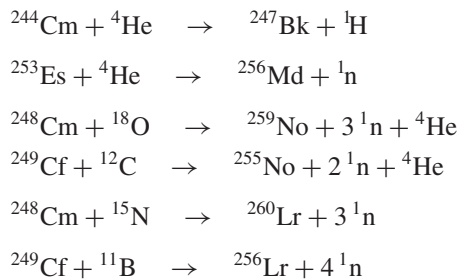 ²⁴⁴Cm + ⁴He → ²⁴⁷Bk + ¹H
²⁵³Es + ⁴He → ²⁵⁶Md + ¹n
²⁴⁸Cm + ¹⁸O → ²⁵⁹No + 3 ¹n + ⁴He
²⁴⁹Cf + ¹²C → ²⁵⁵No + 2 ¹n + ⁴He
²⁴⁸Cm + ¹⁵N → ²⁶⁰Lr + 3 ¹n
²⁴⁹Cf + ¹¹B → ²⁵⁶Lr + 4 ¹n